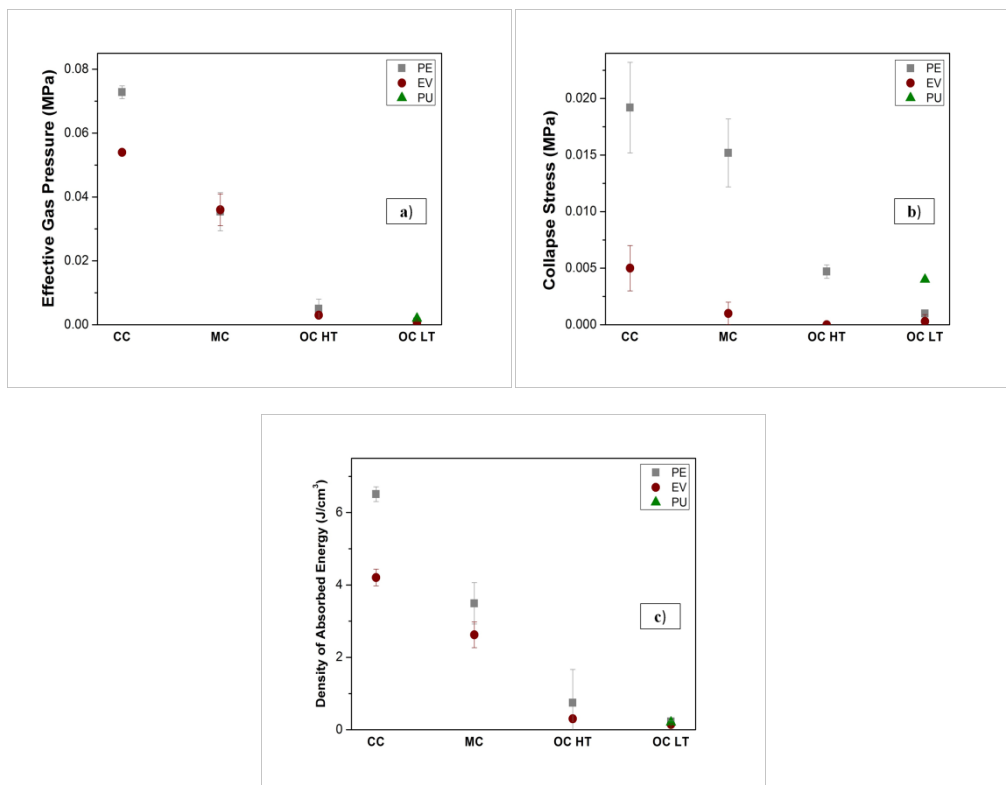 Effective Gas Pressure (MPa)
0.08
0.06
0.04
0.02
0.00
PE
EV
PU
a)
CC MC OC HT OC LT
Collapse Stress (MPa)
0.020
0.015
0.010
0.005
0.000
PE
EV
PU
b)
CC MC OC HT OC LT
Density of Absorbed Energy (J/cm³)
6
4
2
0
PE
EV
PU
c)
CC MC OC HT OC LT